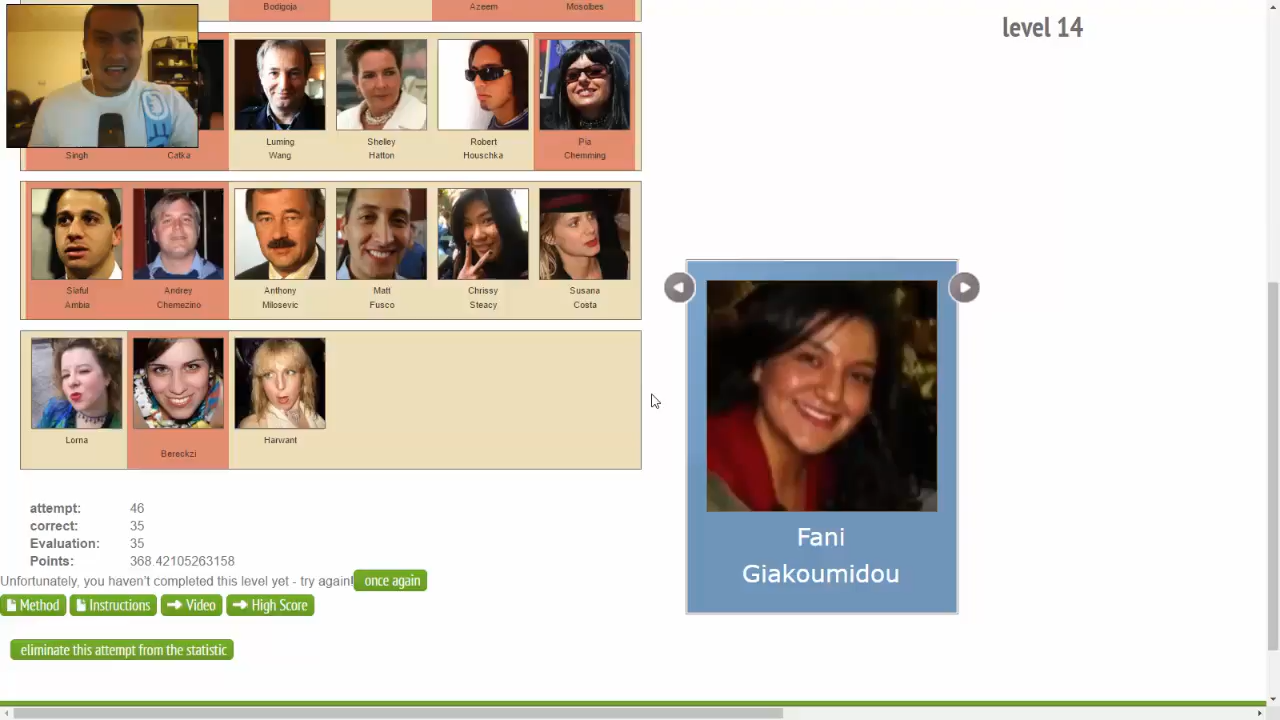 Bodigoja Azeem Mosolbes
level 14
Luming Shelley Robert Pia
Singh Catka Wang Hatton Houschka Chemming
Siaful Andrey Anthony Matt Chrissy Susana
Ambia Chemezino Milosevic Fusco Steacy Costa
Lorna Harwant
Bereckzi
Fani
Giakoumidou
attempt: 46
correct: 35
Evaluation: 35
Points: 368.42105263158
Unfortunately, you haven't completed this level yet - try again! once again
Method Instructions Video High Score
eliminate this attempt from the statistic